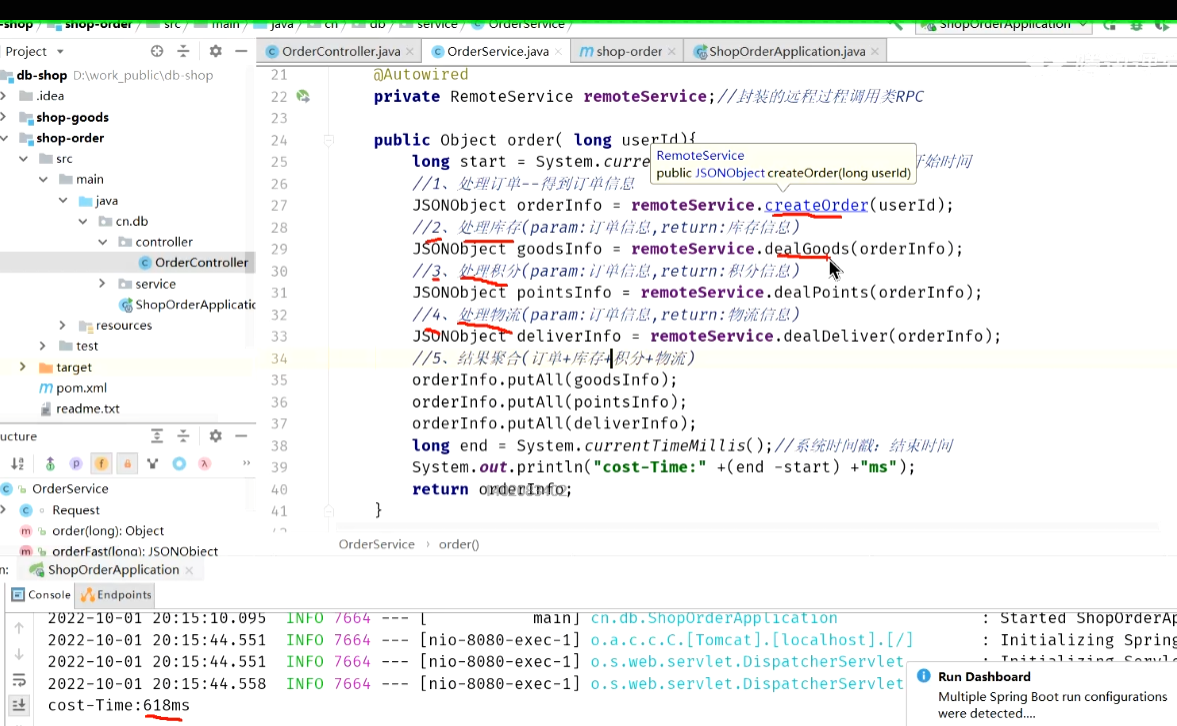 -shop shop-order src main java cn db service OrderService ShopOrderApplication
Project
OrderController.java × OrderService.java × shop-order × ShopOrderApplication.java ×
db-shop D:\work_public\db-shop
.idea
shop-goods
shop-order
src
main
java
cn.db
controller
OrderController
service
ShopOrderApplicatic
resources
test
target
pom.xml
readme.txt
21 @Autowired
22 private RemoteService remoteService;//封装的远程过程调用类RPC
23
24 public Object order( long userId){
25 long start = System.curre 开始时间
RemoteService
public JSONObject createOrder(long userId)
26 //1、处理订单--得到订单信息
27 JSONObject orderInfo = remoteService.createOrder(userId);
28 //2、处理库存(param:订单信息,return:库存信息)
29 JSONObject goodsInfo = remoteService.dealGoods(orderInfo);
30 //3、处理积分(param:订单信息,return:积分信息)
31 JSONObject pointsInfo = remoteService.dealPoints(orderInfo);
32 //4、处理物流(param:订单信息,return:物流信息)
33 JSONObject deliverInfo = remoteService.dealDeliver(orderInfo);
34 //5、结果聚合(订单+库存+积分+物流)
35 orderInfo.putAll(goodsInfo);
36 orderInfo.putAll(pointsInfo);
37 orderInfo.putAll(deliverInfo);
38 long end = System.currentTimeMillis();//系统时间戳：结束时间
39 System.out.println("cost-Time:" +(end -start) +"ms");
40 return orderInfo;
41 }
OrderService › order()
ucture
OrderService
Request
order(long): Object
orderFast(long): JSONObject
n: ShopOrderApplication ×
Console Endpoints
2022-10-01 20:15:10.095 INFO 7664 --- [ main] cn.db.ShopOrderApplication : Started ShopOrderAp
2022-10-01 20:15:44.551 INFO 7664 --- [nio-8080-exec-1] o.a.c.c.C.[Tomcat].[localhost].[/] : Initializing Spring
2022-10-01 20:15:44.551 INFO 7664 --- [nio-8080-exec-1] o.s.web.servlet.DispatcherServlet : Initializing Servle
2022-10-01 20:15:44.558 INFO 7664 --- [nio-8080-exec-1] o.s.web.servlet.DispatcherServlet
cost-Time:618ms
Run Dashboard
Multiple Spring Boot run configurations
were detected....